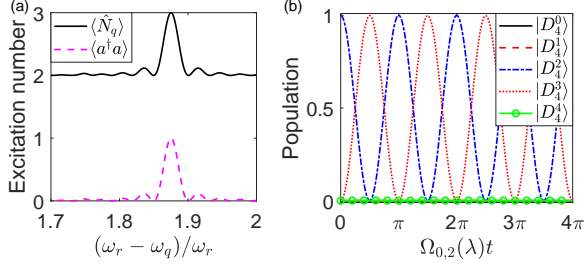 (a)
Excitation number
3
2
1
0
⟨N̂_q⟩
⟨a†a⟩
1.7
1.8
1.9
2
(ω_r − ω_q)/ω_r
(b)
Population
1
0.5
0
|D_4^0⟩
|D_4^1⟩
|D_4^2⟩
|D_4^3⟩
|D_4^4⟩
0
π
2π
3π
4π
Ω_{0,2}(λ)t